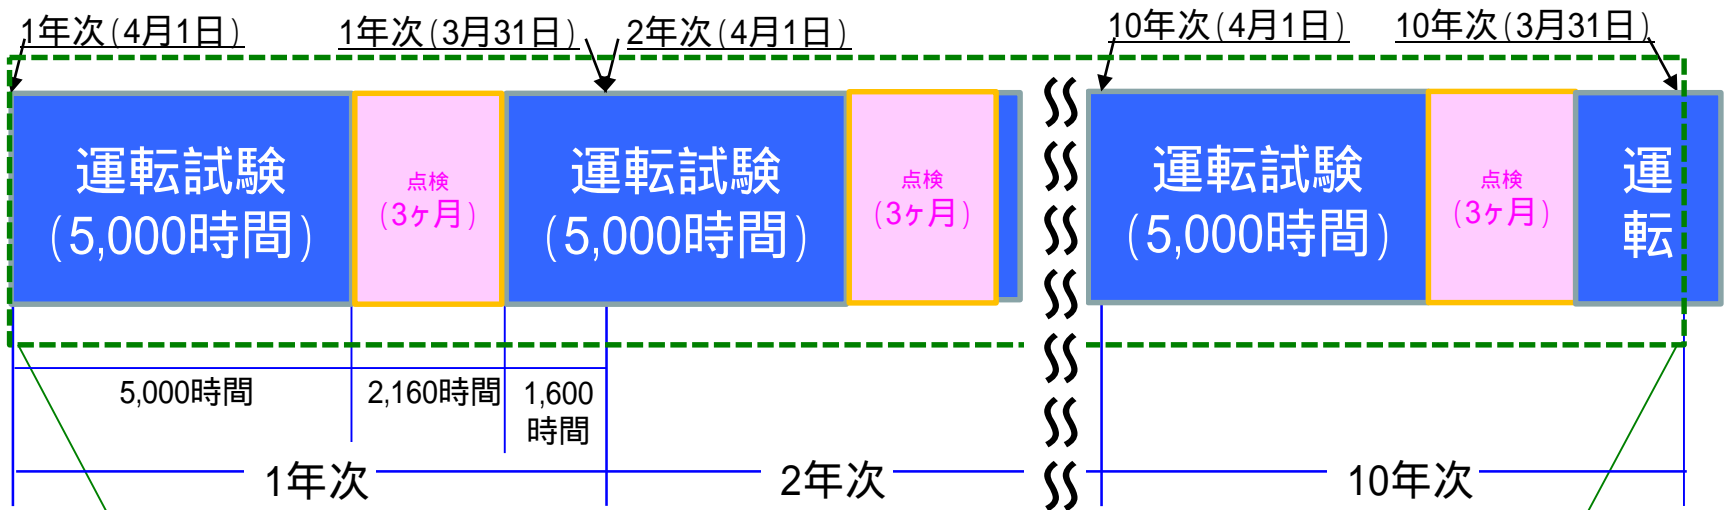 1年次(4月1日)
1年次(3月31日)
2年次(4月1日)
10年次(4月1日)
10年次(3月31日)
運転試験
(5,000時間)
点検
(3ヶ月)
運転試験
(5,000時間)
点検
(3ヶ月)
運転試験
(5,000時間)
点検
(3ヶ月)
運
転
5,000時間
2,160時間
1,600
時間
1年次
2年次
10年次